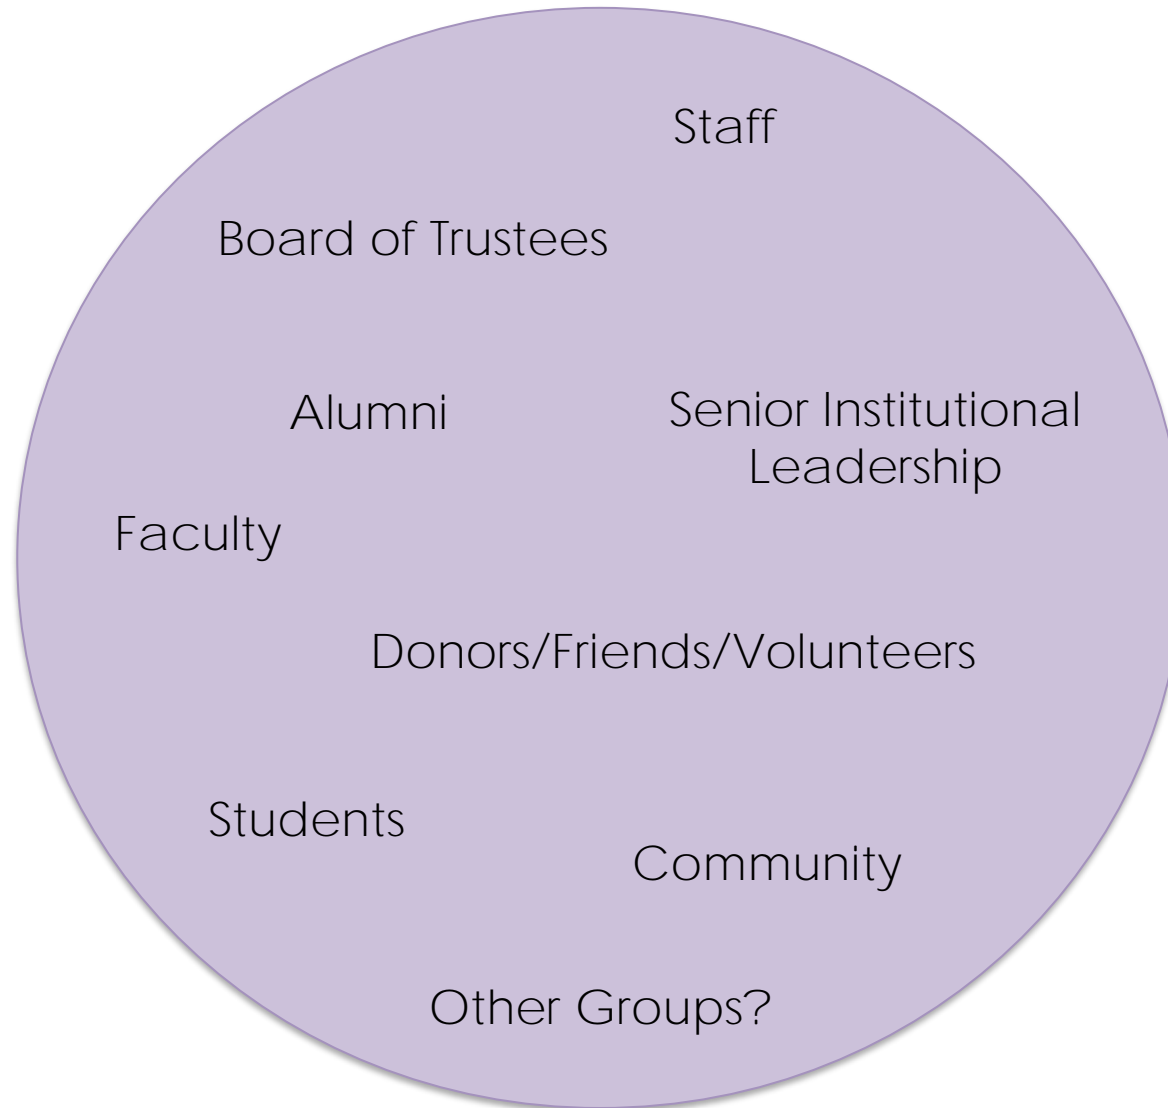 Staff
Board of Trustees
Alumni
Senior Institutional
Leadership
Faculty
Donors/Friends/Volunteers
Students
Community
Other Groups?